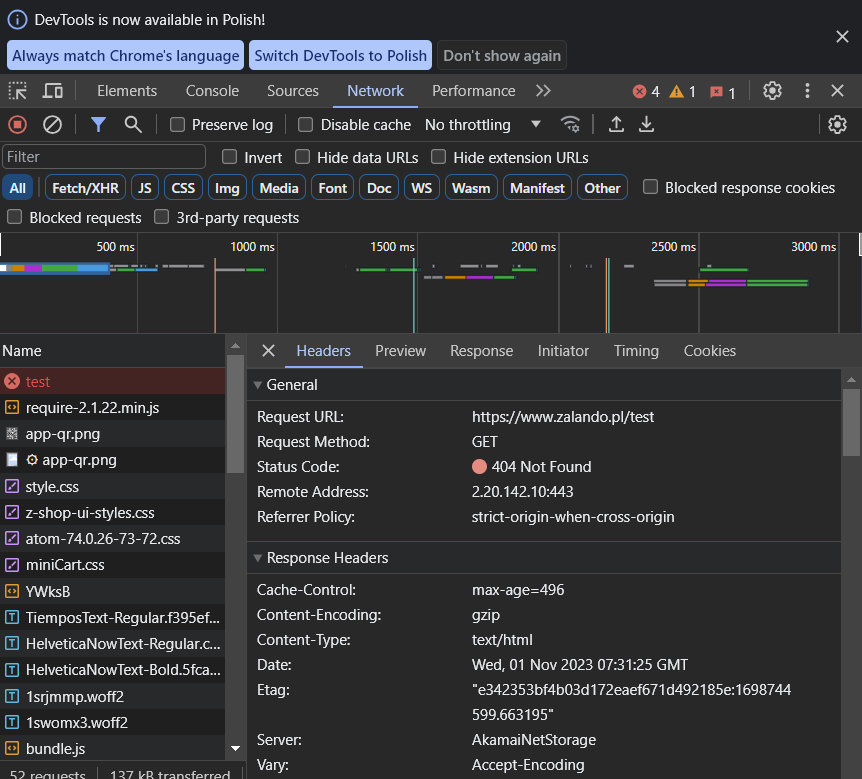 DevTools is now available in Polish!
Always match Chrome's language Switch DevTools to Polish Don't show again
Elements Console Sources Network Performance 4 1 1
Preserve log Disable cache No throttling
Filter Invert Hide data URLs Hide extension URLs
All Fetch/XHR JS CSS Img Media Font Doc WS Wasm Manifest Other Blocked response cookies
Blocked requests 3rd-party requests
500 ms 1000 ms 1500 ms 2000 ms 2500 ms 3000 ms
Name
test
require-2.1.22.min.js
app-qr.png
app-qr.png
style.css
z-shop-ui-styles.css
atom-74.0.26-73-72.css
miniCart.css
YWksB
TiemposText-Regular.f395ef...
HelveticaNowText-Regular.c...
HelveticaNowText-Bold.5fca...
1srjmmp.woff2
1swomx3.woff2
bundle.js
52 requests 137 kB transferred
Headers Preview Response Initiator Timing Cookies
General
Request URL: https://www.zalando.pl/test
Request Method: GET
Status Code: 404 Not Found
Remote Address: 2.20.142.10:443
Referrer Policy: strict-origin-when-cross-origin
Response Headers
Cache-Control: max-age=496
Content-Encoding: gzip
Content-Type: text/html
Date: Wed, 01 Nov 2023 07:31:25 GMT
Etag: "e342353bf4b03d172eaef671d492185e:1698744
599.663195"
Server: AkamaiNetStorage
Vary: Accept-Encoding